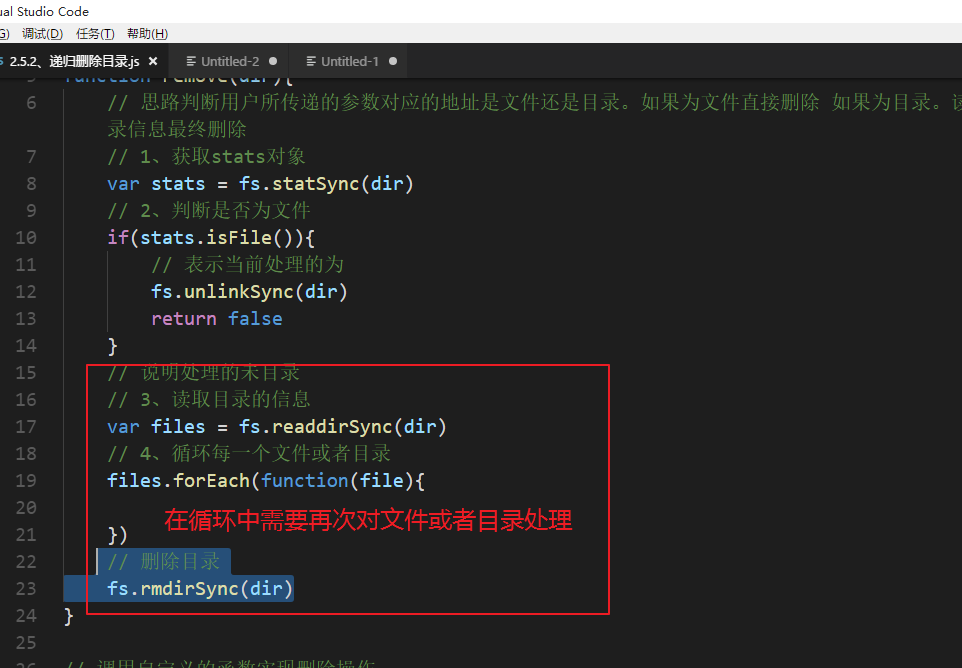 ual Studio Code
G) 调试(D) 任务(T) 帮助(H)
2.5.2、递归删除目录.js × Untitled-2 ● Untitled-1 ●
5 function remove(dir){
6 // 思路判断用户所传递的参数对应的地址是文件还是目录。如果为文件直接删除 如果为目录。读
录信息最终删除
7 // 1、获取stats对象
8 var stats = fs.statSync(dir)
9 // 2、判断是否为文件
10 if(stats.isFile()){
11 // 表示当前处理的为
12 fs.unlinkSync(dir)
13 return false
14 }
15 // 说明处理的未目录
16 // 3、读取目录的信息
17 var files = fs.readdirSync(dir)
18 // 4、循环每一个文件或者目录
19 files.forEach(function(file){
20 在循环中需要再次对文件或者目录处理
21 })
22 // 删除目录
23 fs.rmdirSync(dir)
24 }
25
26 // 调用自定义的函数实现删除操作